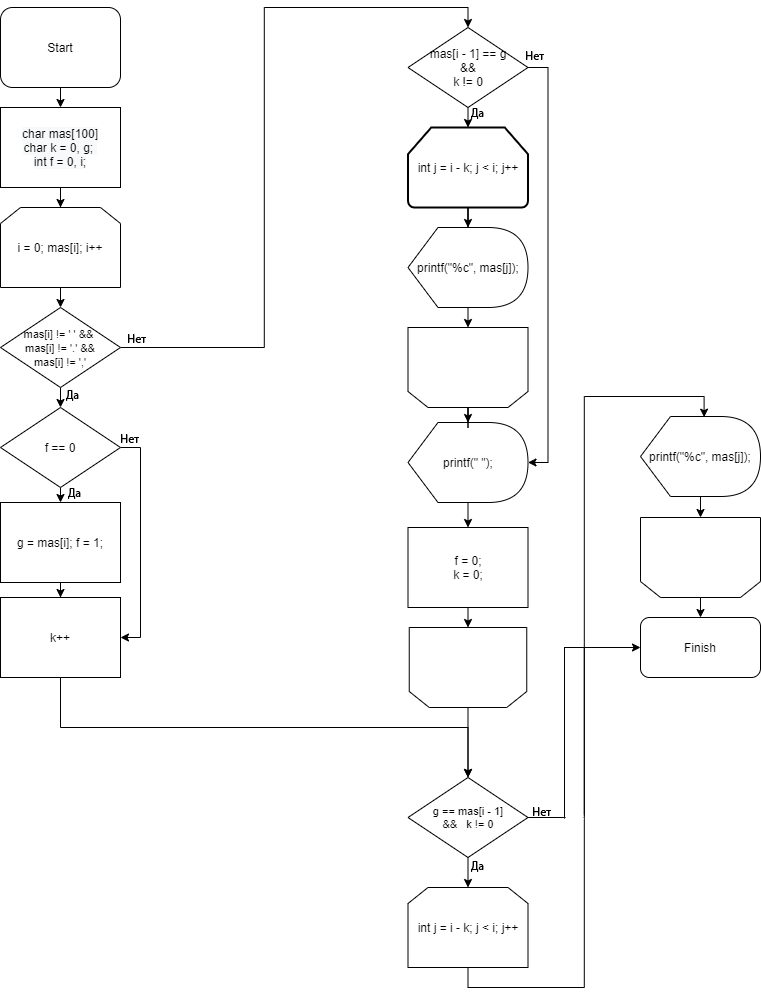 Start
char mas[100]
char k = 0, g;
int f = 0, i;
i = 0; mas[i]; i++
mas[i] != ' ' &&
mas[i] != '.' &&
mas[i] != ','
Нет
Да
f == 0
Нет
Да
g = mas[i]; f = 1;
k++
mas[i - 1] == g
&&
k != 0
Нет
Да
int j = i - k; j < i; j++
printf("%c", mas[j]);
printf(" ");
f = 0;
k = 0;
g == mas[i - 1]
&& k != 0
Нет
Да
int j = i - k; j < i; j++
printf("%c", mas[j]);
Finish